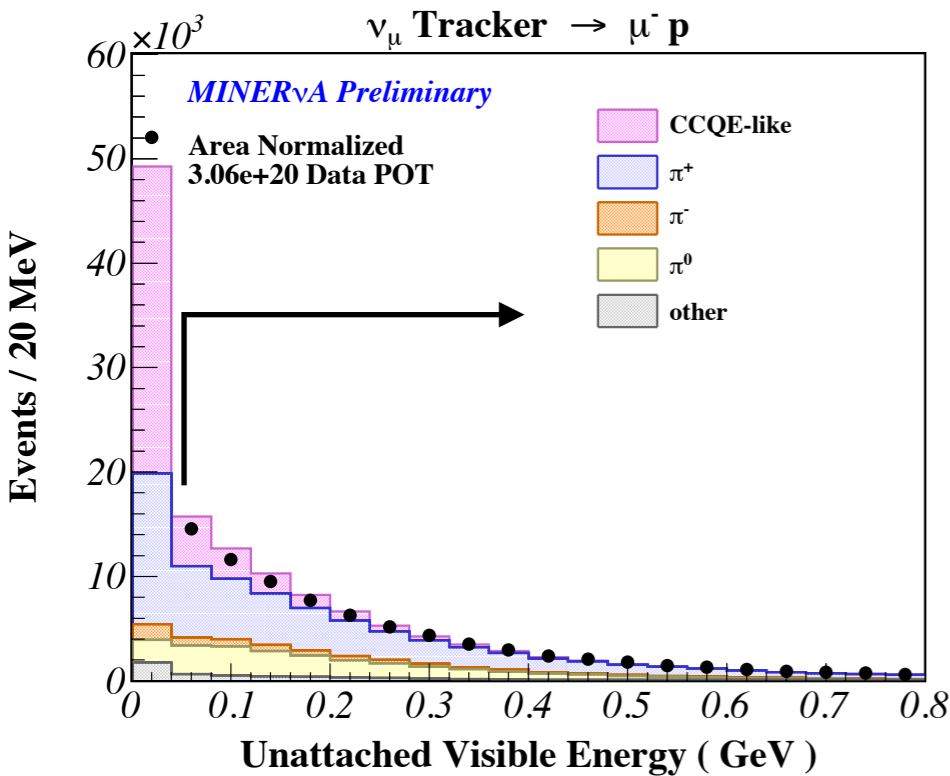 ν_μ Tracker → μ⁻ p
×10³
MINERνA Preliminary
Area Normalized
3.06e+20 Data POT
CCQE-like
π⁺
π⁻
π⁰
other
60
50
40
30
20
10
0
Events / 20 MeV
0 0.1 0.2 0.3 0.4 0.5 0.6 0.7 0.8
Unattached Visible Energy ( GeV )